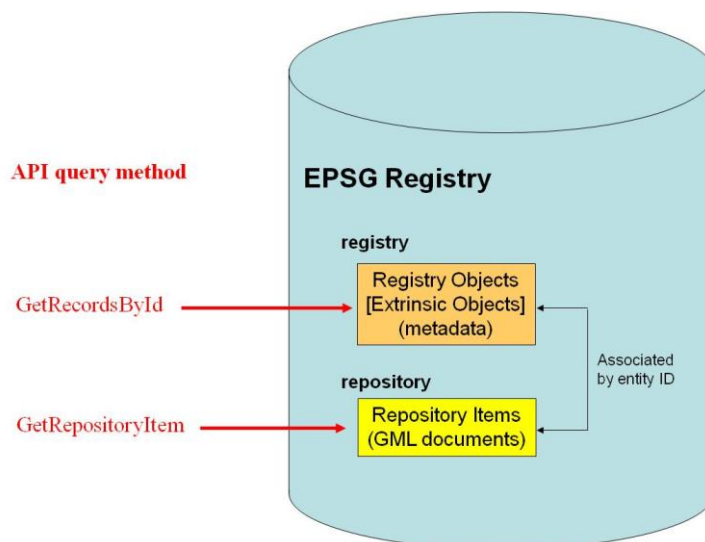 API query method
EPSG Registry
registry
Registry Objects
[Extrinsic Objects]
(metadata)
GetRecordsById
Associated
by entity ID
repository
Repository Items
(GML documents)
GetRepositoryItem